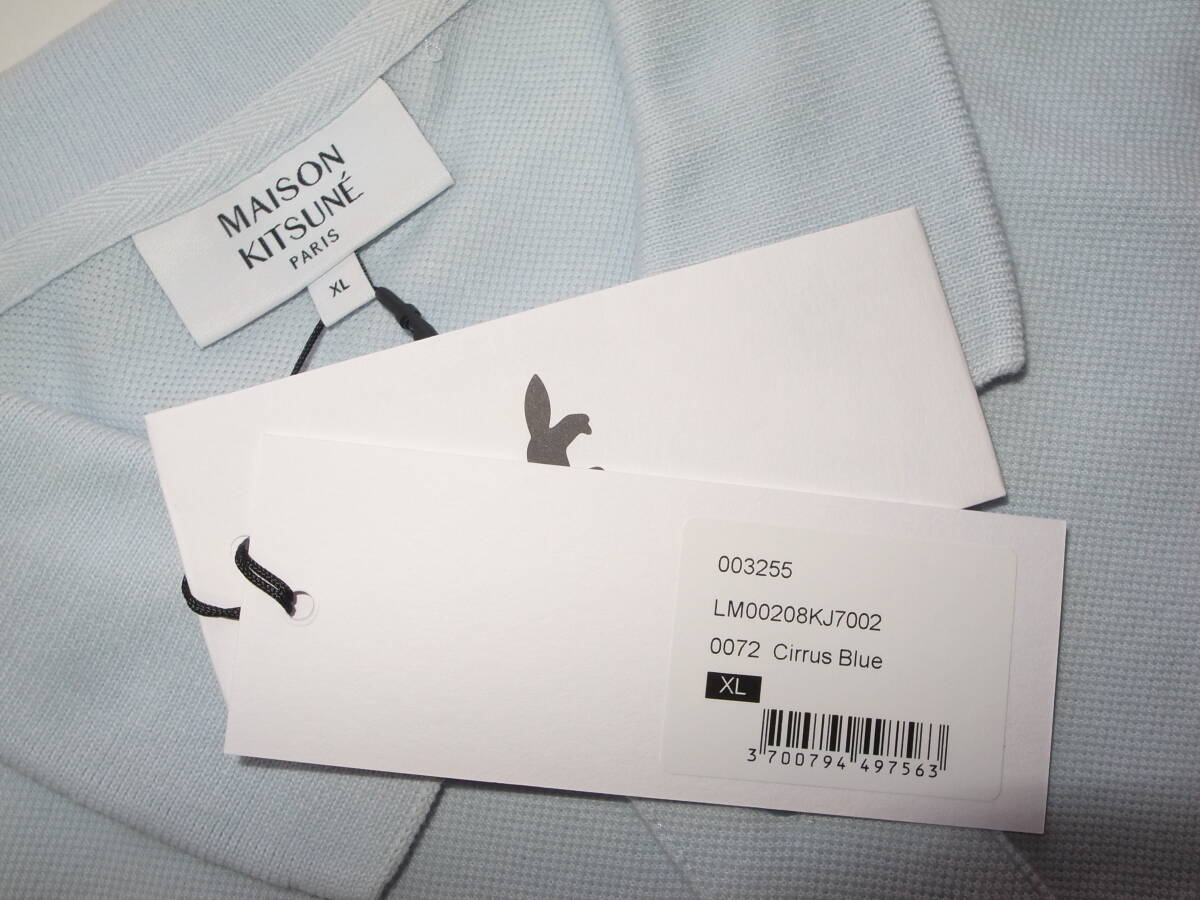 MAISON
KITSUNÉ
PARIS
XL
003255
LM00208KJ7002
0072 Cirrus Blue
XL
3 700794 497563